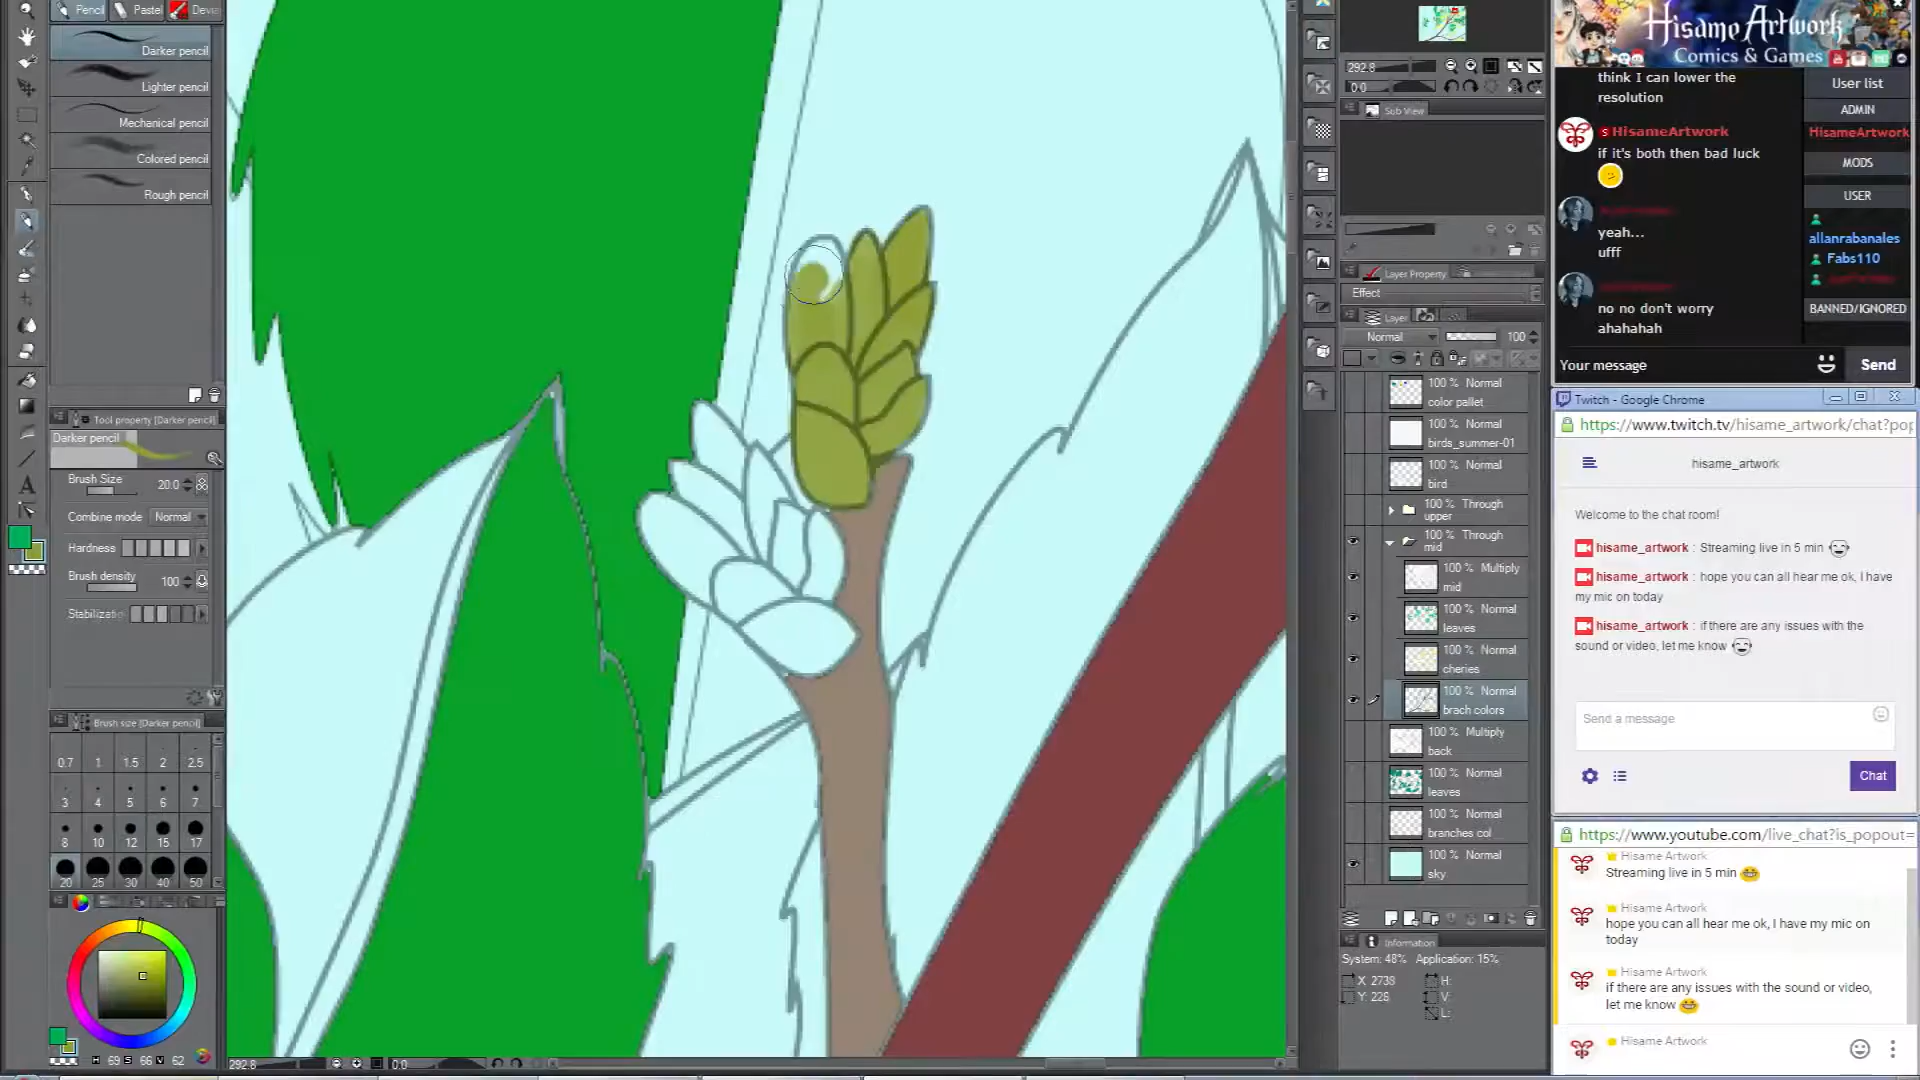 Pencil
Pastel
Darker pencil
Lighter pencil
Mechanical pencil
Colored pencil
Rough pencil
Tool property [Darker pencil]
Darker pencil
Brush Size 20.0
Combine mode Normal
Hardness
Brush density 100
Brush size [Darker pencil]
0.7 1 1.5 2 2.5
3 4 5 6 7
8 10 12 15 17
20 25 30 40 50
H 69 S 66 V 62
292.8 0.0
292.8
0.0
Sub View
Layer Property
Effect
Layer
Normal 100
100 % Normal
color pallet
100 % Normal
birds_summer-01
100 % Normal
bird
100 % Through
upper
100 % Through
mid
100 % Multiply
mid
100 % Normal
leaves
100 % Normal
cheries
100 % Normal
brach colors
100 % Multiply
back
100 % Normal
leaves
100 % Normal
branches col
100 % Normal
sky
Information
System: 48% Application: 15%
X 2738 H:
Y: 228 V:
L:
Hisame Artwork
Comics & Games
think I can lower the
resolution
HisameArtwork
if it's both then bad luck
yeah...
ufff
no no don't worry
ahahahah
Your message Send
User list
ADMIN
HisameArtwork
MODS
USER
allanrabanales
Fabs110
BANNED/IGNORED
Twitch - Google Chrome
https://www.twitch.tv/hisame_artwork/chat?pop
hisame_artwork
Welcome to the chat room!
hisame_artwork : Streaming live in 5 min
hisame_artwork : hope you can all hear me ok, I have
my mic on today
hisame_artwork : if there are any issues with the
sound or video, let me know
Send a message
Chat
https://www.youtube.com/live_chat?is_popout=
Hisame Artwork
Streaming live in 5 min
Hisame Artwork
hope you can all hear me ok, I have my mic on
today
Hisame Artwork
if there are any issues with the sound or video,
let me know
Hisame Artwork